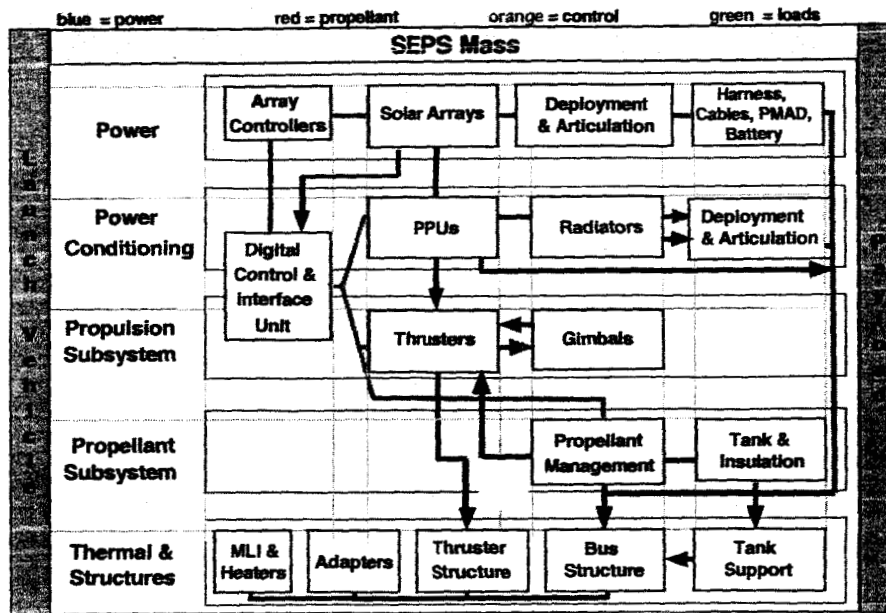 blue = power red = propellant orange = control green = loads
SEPS Mass
Power
Array
Controllers
Solar Arrays
Deployment
& Articulation
Harness,
Cables, PMAD,
Battery
Power
Conditioning
Digital
Control &
Interface
Unit
PPUs
Radiators
Deployment
& Articulation
Propulsion
Subsystem
Thrusters
Gimbals
Propellant
Subsystem
Propellant
Management
Tank &
Insulation
Thermal &
Structures
MLI &
Heaters
Adapters
Thruster
Structure
Bus
Structure
Tank
Support